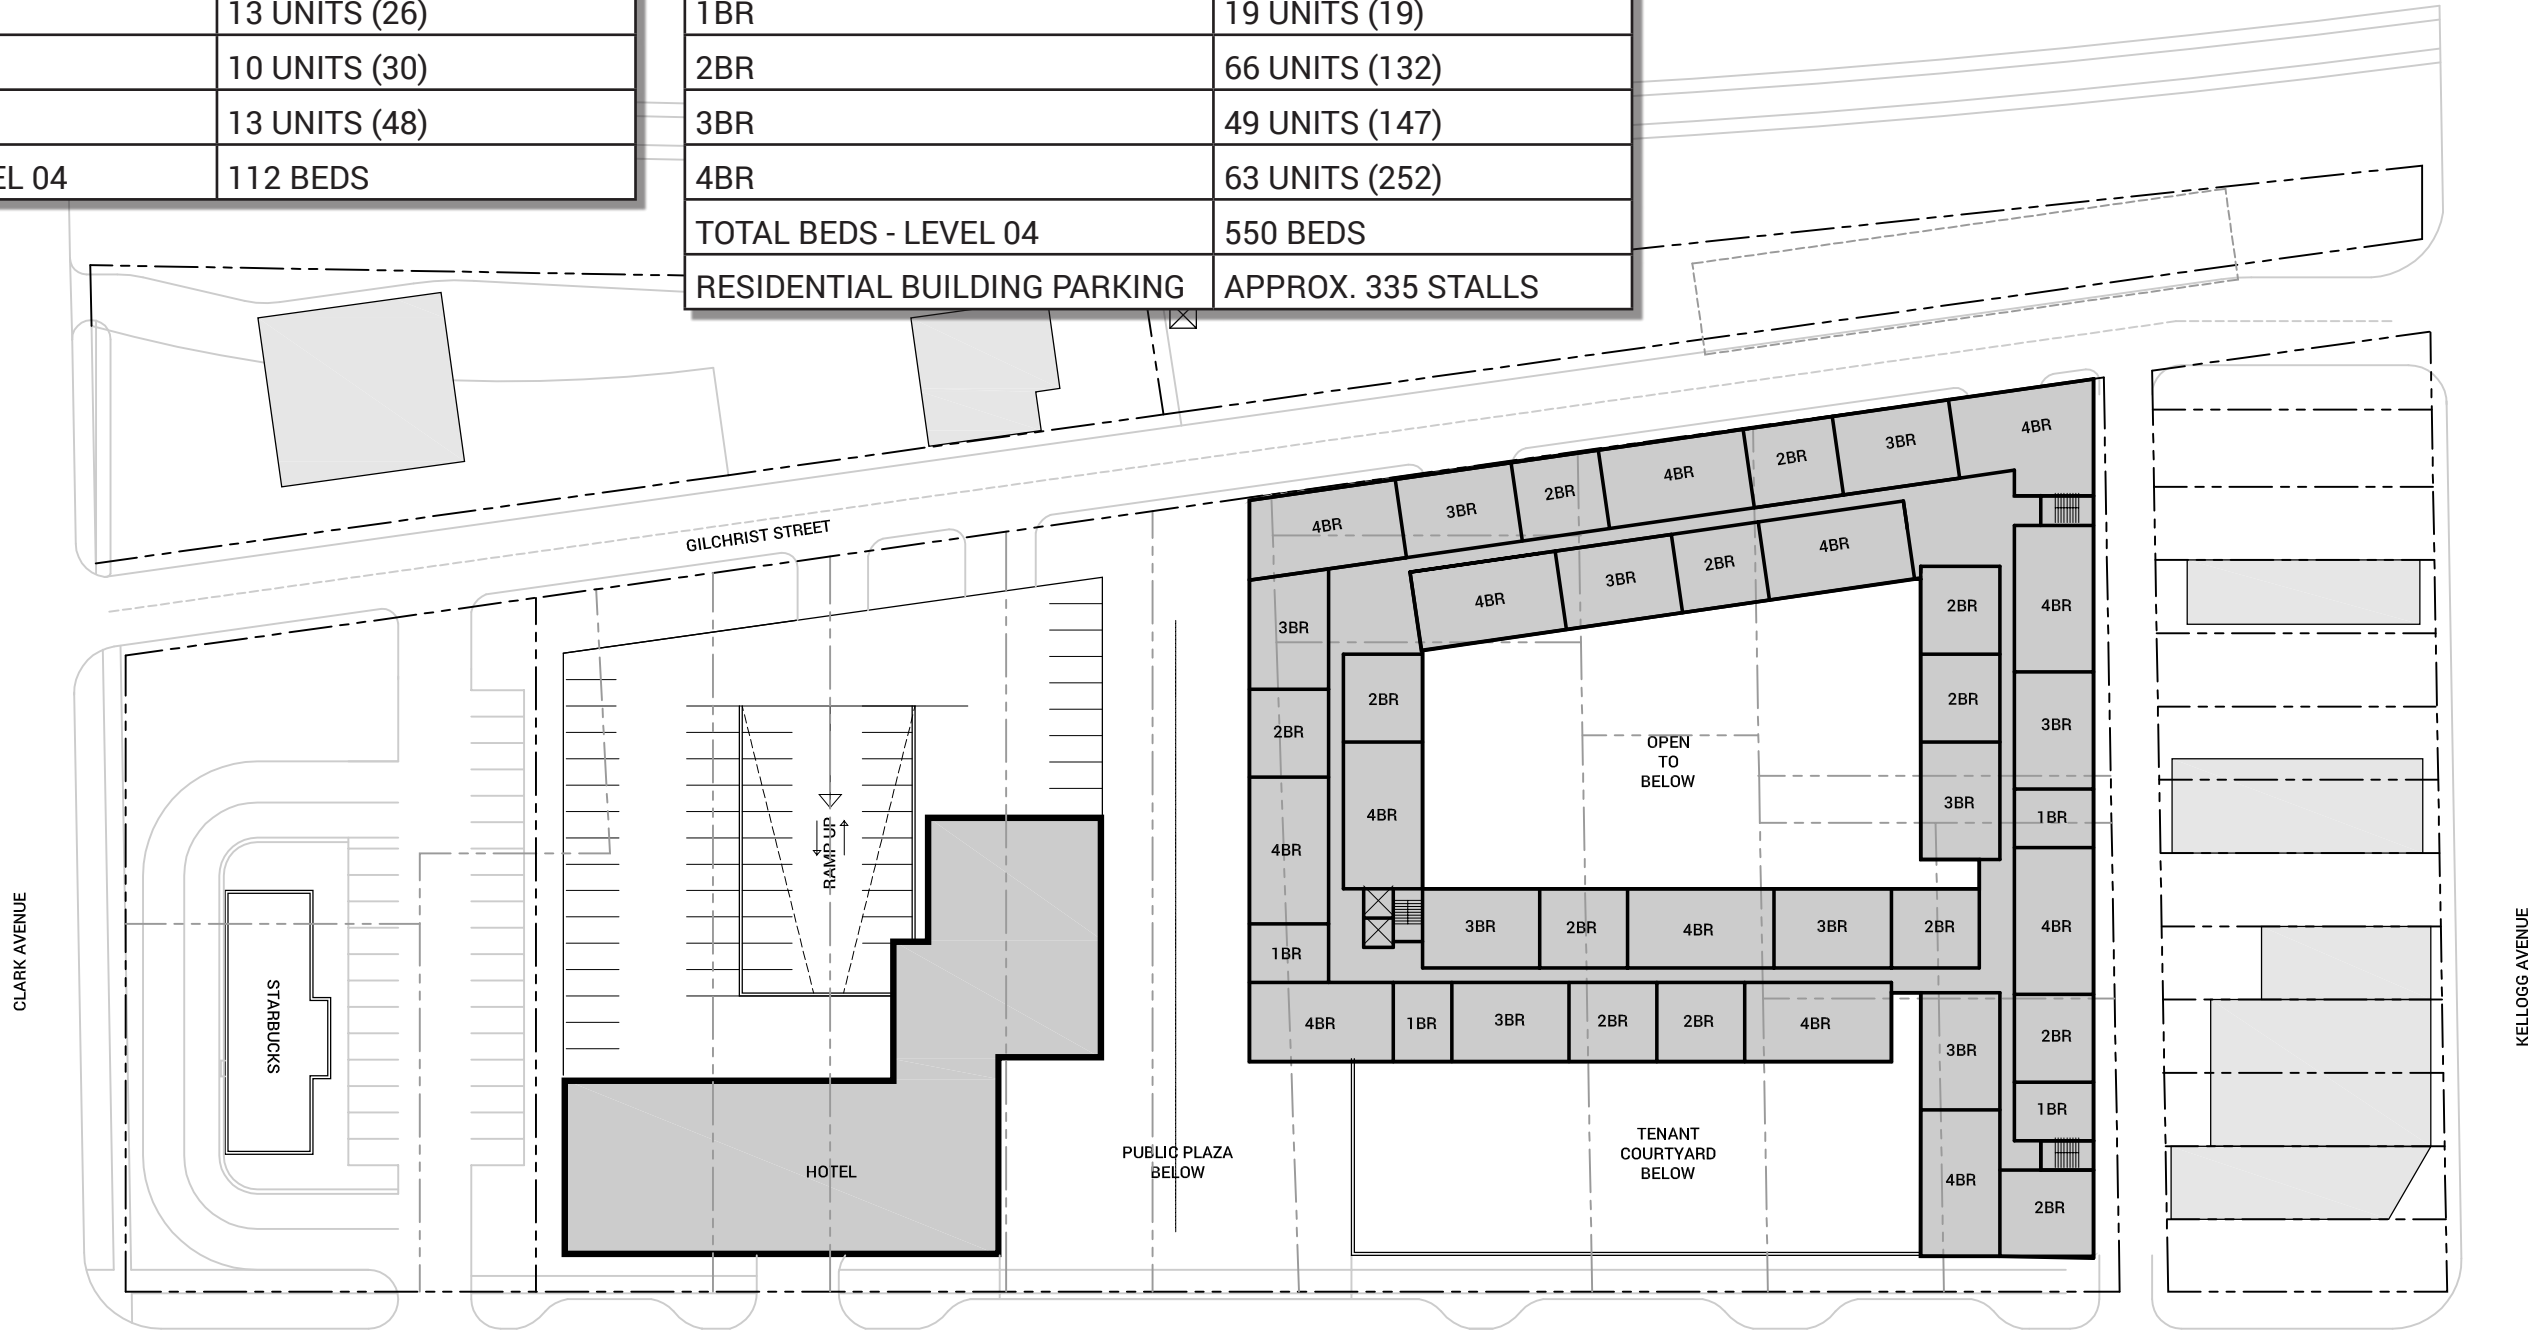 13 UNITS (26)
10 UNITS (30)
13 UNITS (48)
EL 04 112 BEDS
1BR 19 UNITS (19)
2BR 66 UNITS (132)
3BR 49 UNITS (147)
4BR 63 UNITS (252)
TOTAL BEDS - LEVEL 04 550 BEDS
RESIDENTIAL BUILDING PARKING APPROX. 335 STALLS
GILCHRIST STREET
CLARK AVENUE
STARBUCKS
RAMP UP
HOTEL
PUBLIC PLAZA
BELOW
4BR
3BR
2BR
4BR
2BR
3BR
4BR
4BR
3BR
2BR
4BR
3BR
2BR
4BR
1BR
2BR
4BR
OPEN
TO
BELOW
2BR
2BR
3BR
4BR
3BR
1BR
4BR
2BR
1BR
2BR
3BR
2BR
4BR
3BR
2BR
4BR
1BR
3BR
2BR
2BR
4BR
3BR
4BR
TENANT
COURTYARD
BELOW
KELLOGG AVENUE